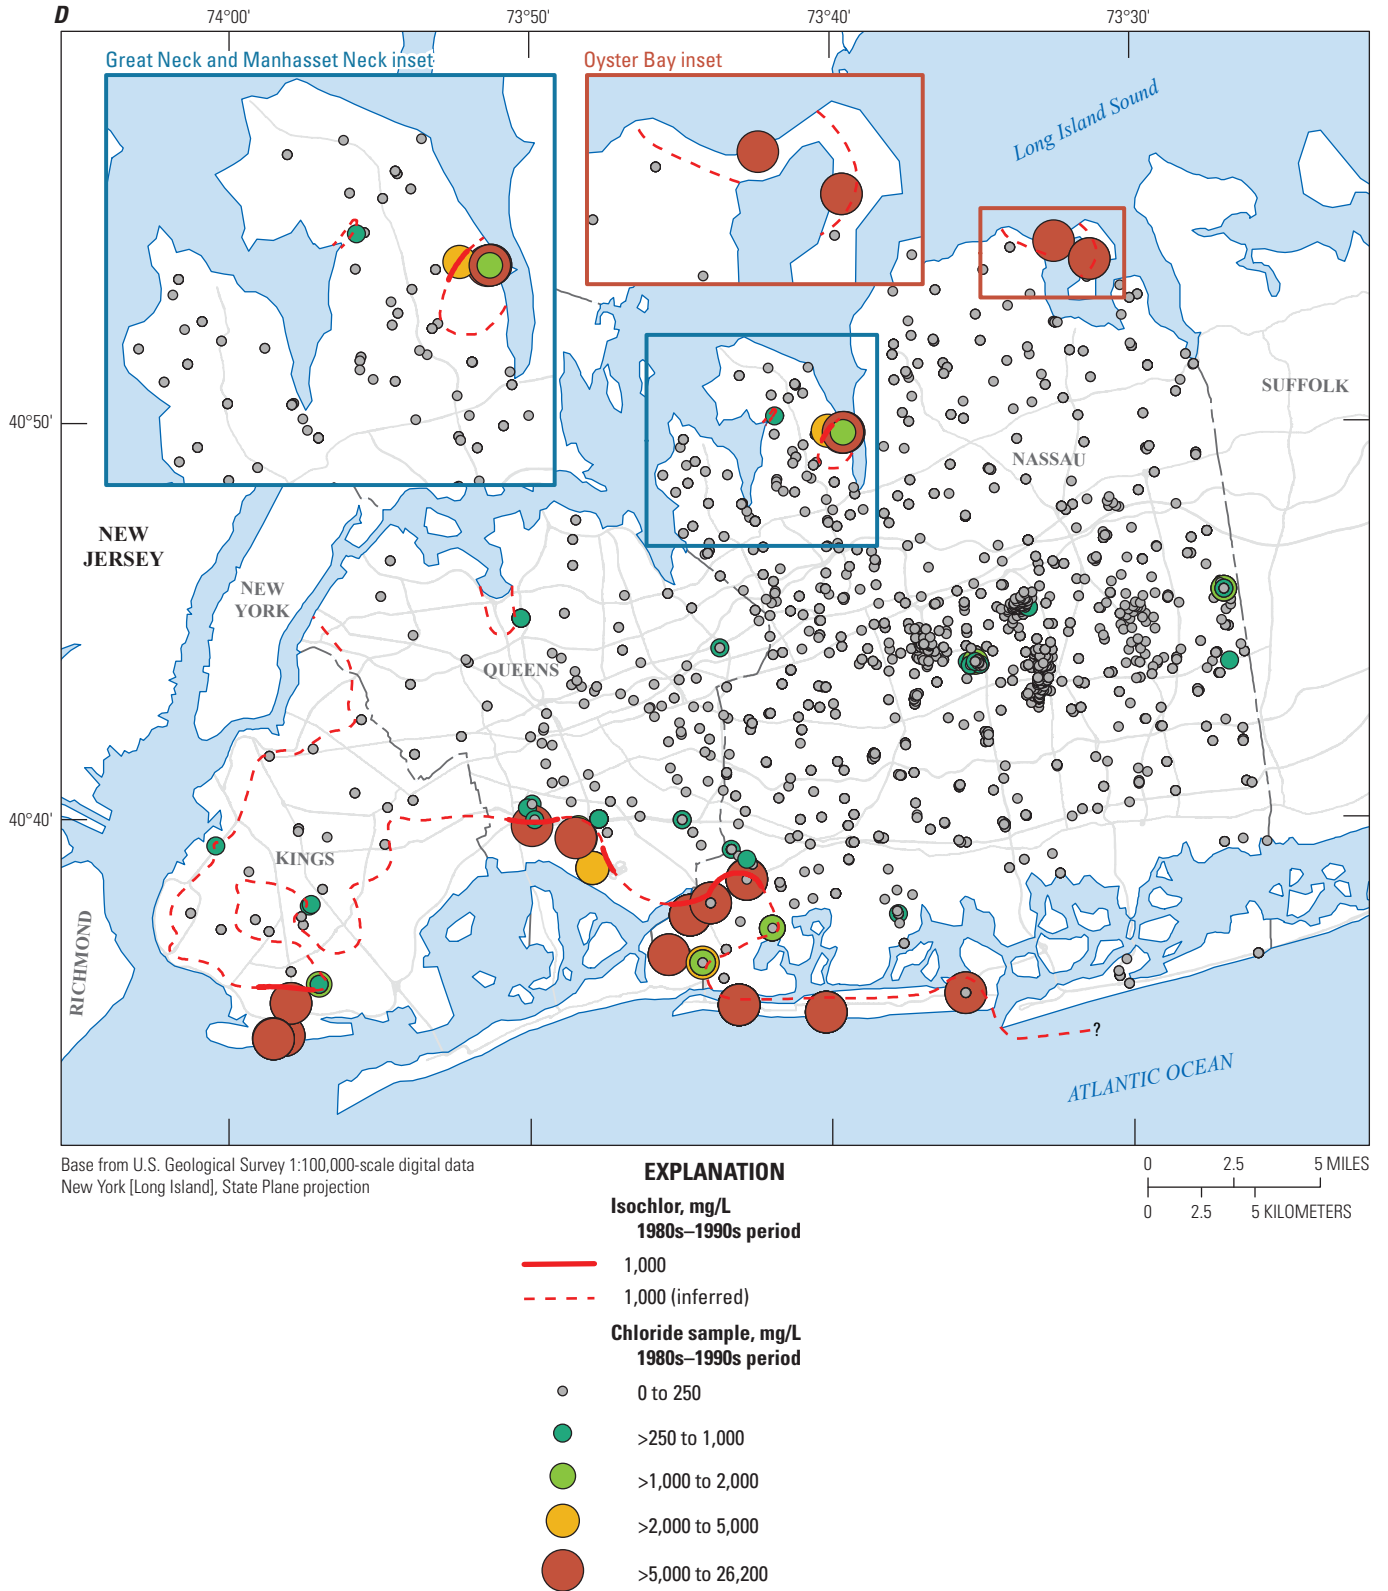 D
74°00' 73°50' 73°40' 73°30'
Great Neck and Manhasset Neck inset
Oyster Bay inset
Long Island Sound
SUFFOLK
40°50'
NASSAU
NEW
JERSEY
NEW
YORK
QUEENS
40°40'
KINGS
RICHMOND
?
ATLANTIC OCEAN
Base from U.S. Geological Survey 1:100,000-scale digital data
New York [Long Island], State Plane projection
0 2.5 5 MILES
0 2.5 5 KILOMETERS
EXPLANATION
Isochlor, mg/L
1980s–1990s period
1,000
1,000 (inferred)
Chloride sample, mg/L
1980s–1990s period
0 to 250
>250 to 1,000
>1,000 to 2,000
>2,000 to 5,000
>5,000 to 26,200